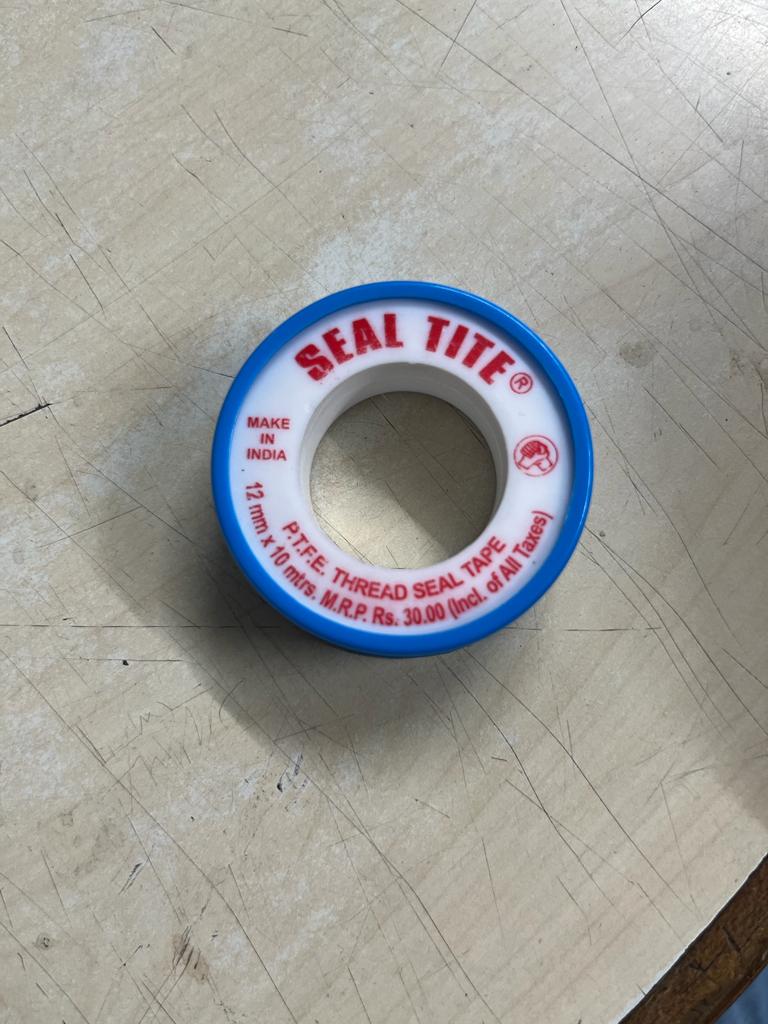 SEAL TITE®
MAKE
IN
INDIA
P.T.F.E. THREAD SEAL TAPE
12 mm x 10 mtrs. M.R.P. Rs. 30.00 (Incl. of All Taxes)